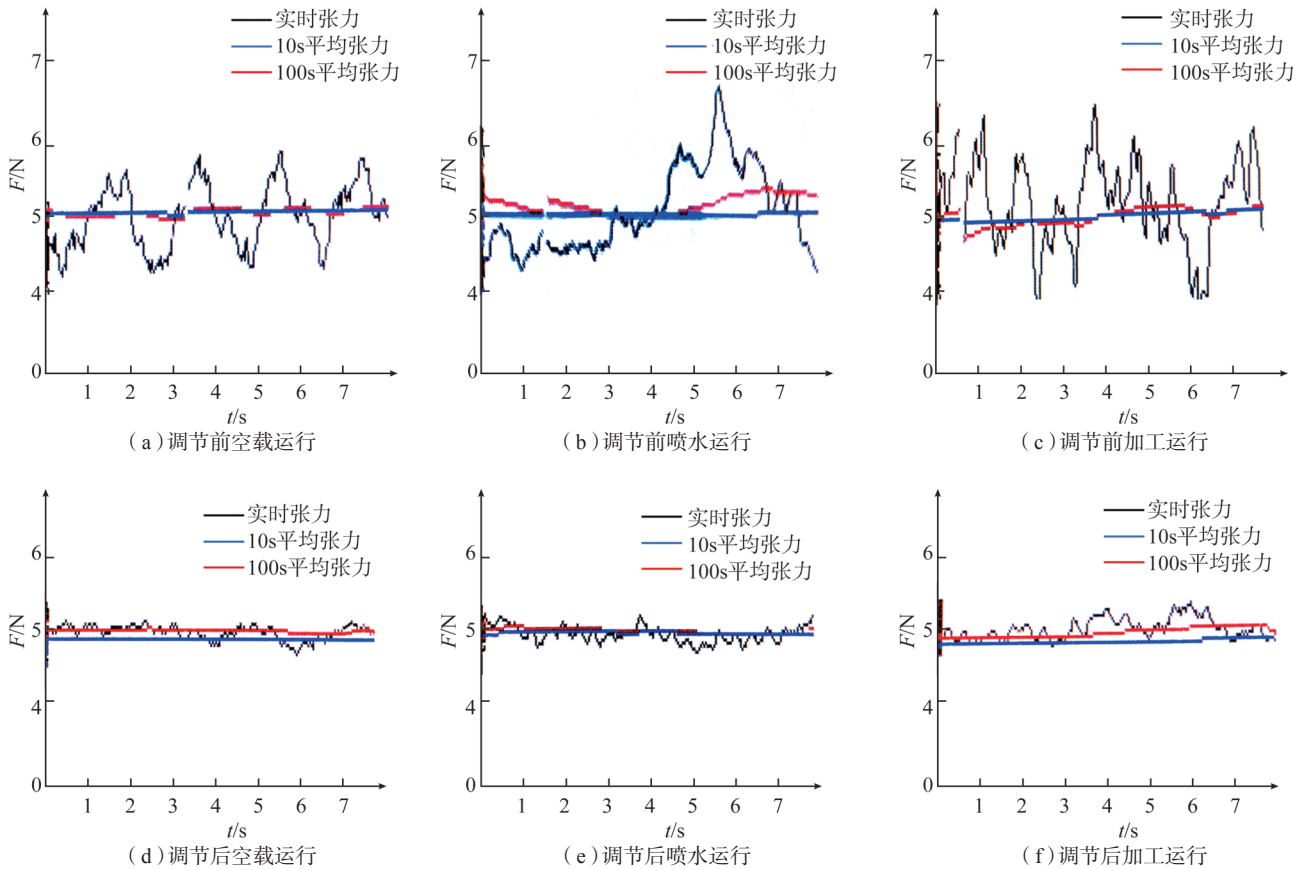 实时张力
10s平均张力
100s平均张力
7
6
5
4
0
F/N
1 2 3 4 5 6 7
t/s
（a）调节前空载运行
实时张力
10s平均张力
100s平均张力
7
6
5
4
0
F/N
1 2 3 4 5 6 7
t/s
（b）调节前喷水运行
实时张力
10s平均张力
100s平均张力
7
6
5
4
0
F/N
1 2 3 4 5 6 7
t/s
（c）调节前加工运行
实时张力
10s平均张力
100s平均张力
6
5
4
0
F/N
1 2 3 4 5 6 7
t/s
（d）调节后空载运行
实时张力
10s平均张力
100s平均张力
6
5
4
0
F/N
1 2 3 4 5 6 7
t/s
（e）调节后喷水运行
实时张力
10s平均张力
100s平均张力
6
5
4
0
F/N
1 2 3 4 5 6 7
t/s
（f）调节后加工运行